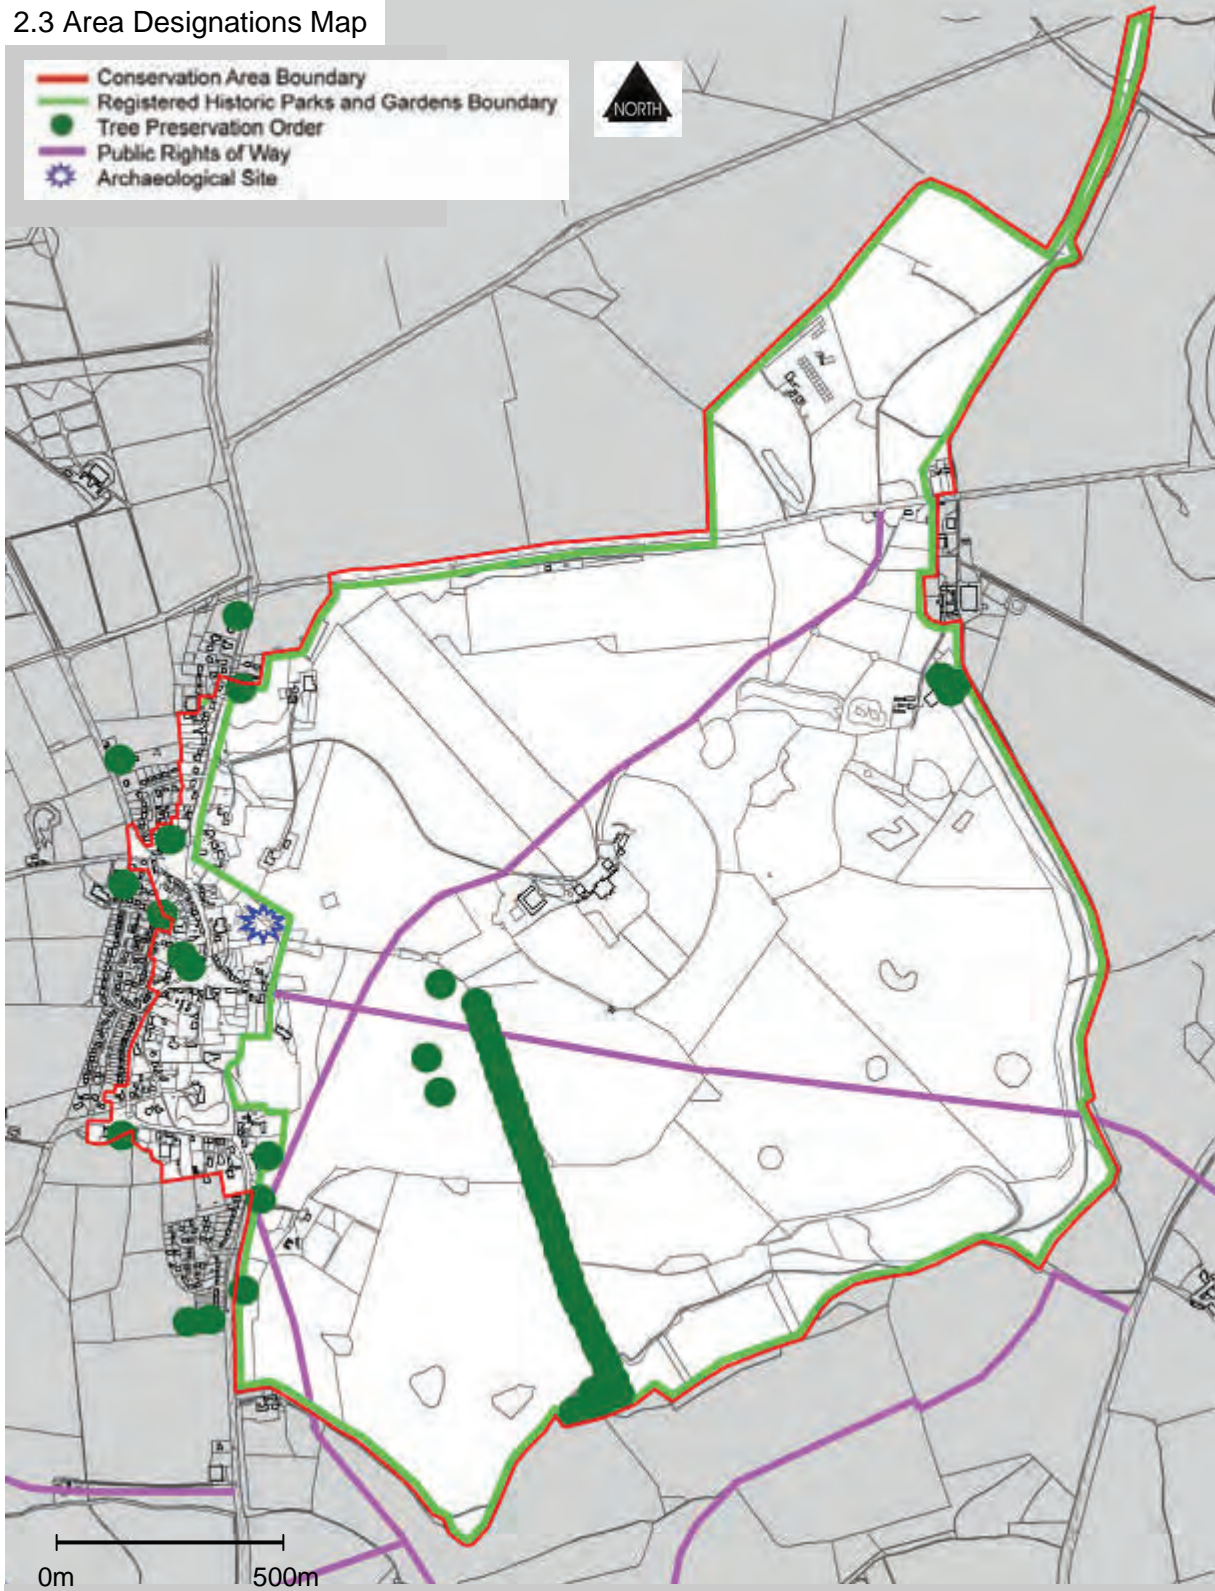 2.3 Area Designations Map
Conservation Area Boundary
Registered Historic Parks and Gardens Boundary
Tree Preservation Order
Public Rights of Way
Archaeological Site
NORTH
0m
500m